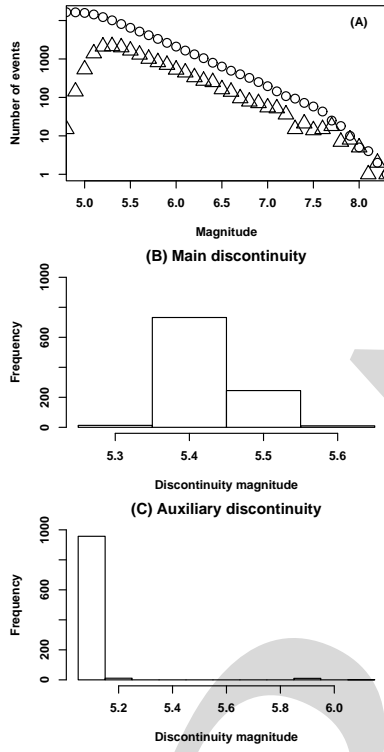 (A)
Number of events
1 10 100 1000
5.0 5.5 6.0 6.5 7.0 7.5 8.0
Magnitude
(B) Main discontinuity
Frequency
0 200 600 1000
5.3 5.4 5.5 5.6
Discontinuity magnitude
(C) Auxiliary discontinuity
Frequency
0 200 600 1000
5.2 5.4 5.6 5.8 6.0
Discontinuity magnitude